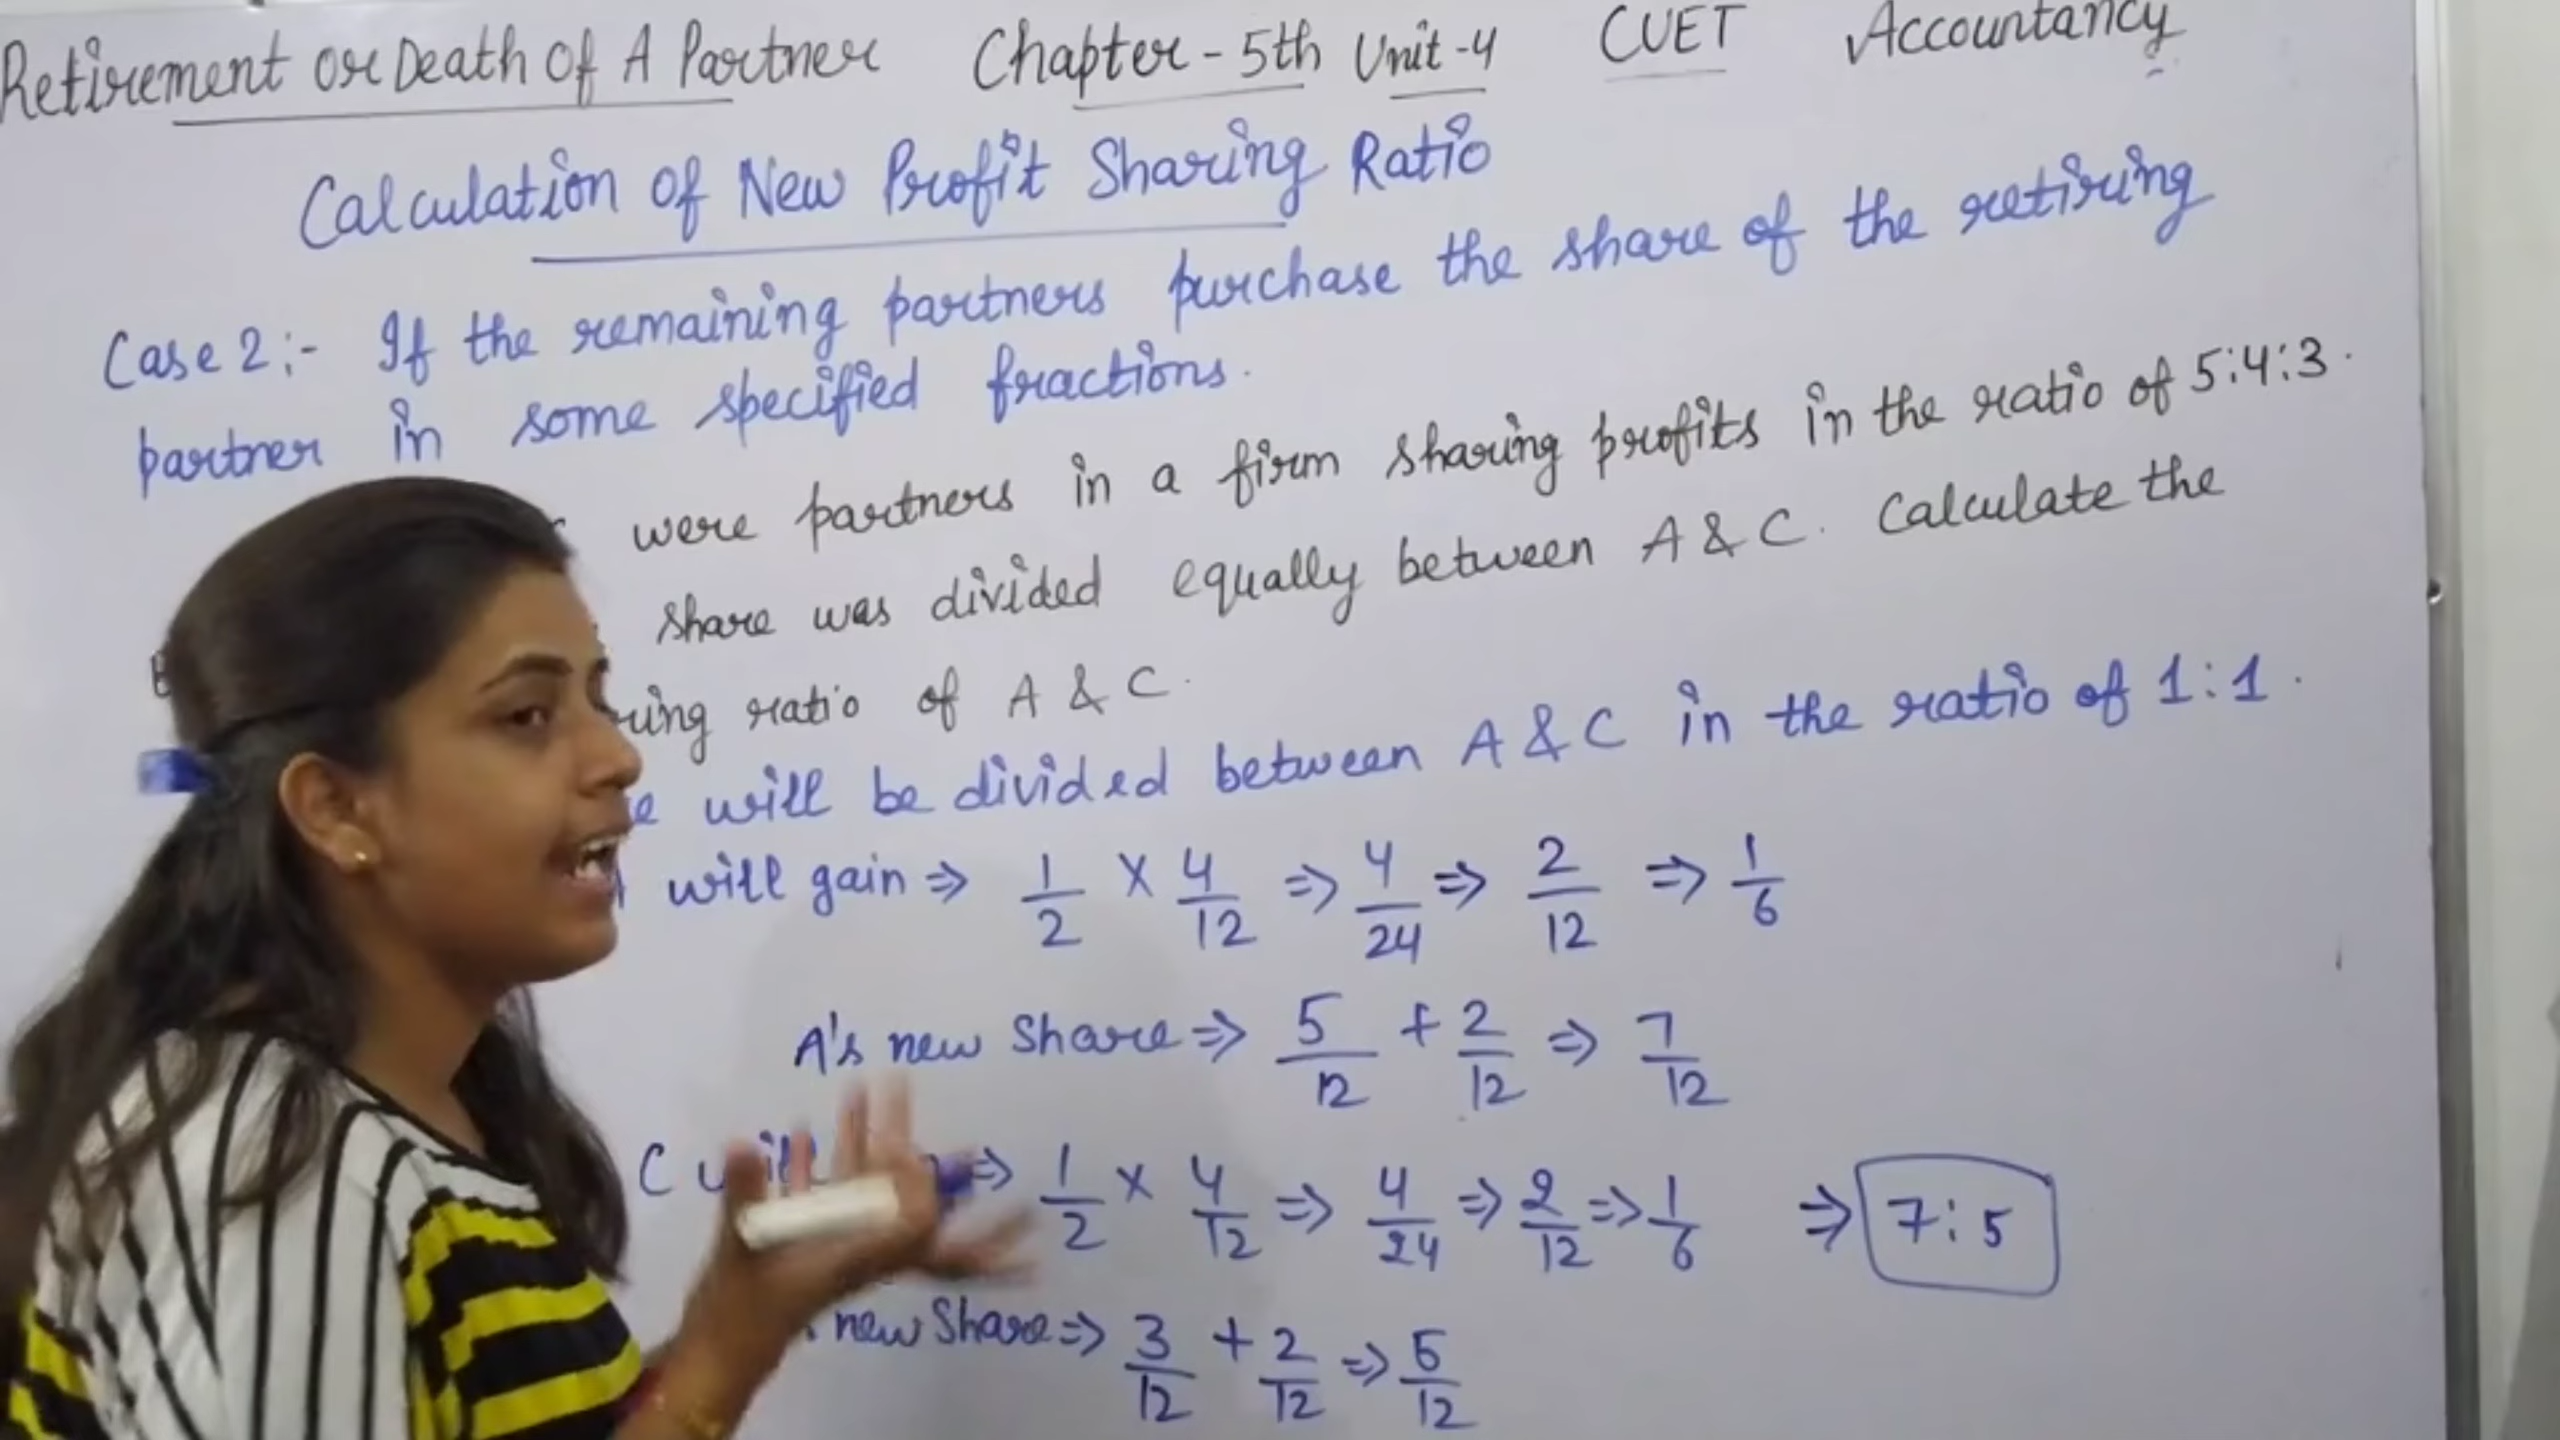 Retirement or Death Of A Partner Chapter - 5th Unit -4 CUET Accountancy
Calculation of New Profit Sharing Ratio
Case 2:- If the remaining partners purchase the share of the retiring
partner in some specified fractions.
were partners in a firm sharing profits in the ratio of 5:4:3.
share was divided equally between A & C. Calculate the
ratio of A & C.
will be divided between A & C in the ratio of 1:1.
will gain ⇒ 1/2 × 4/12 ⇒ 4/24 ⇒ 2/12 ⇒ 1/6
A's new Share ⇒ 5/12 + 2/12 ⇒ 7/12
C ⇒ 1/2 × 4/12 ⇒ 4/24 ⇒ 2/12 ⇒ 1/6 ⇒ 7:5
new Share ⇒ 3/12 + 2/12 ⇒ 5/12